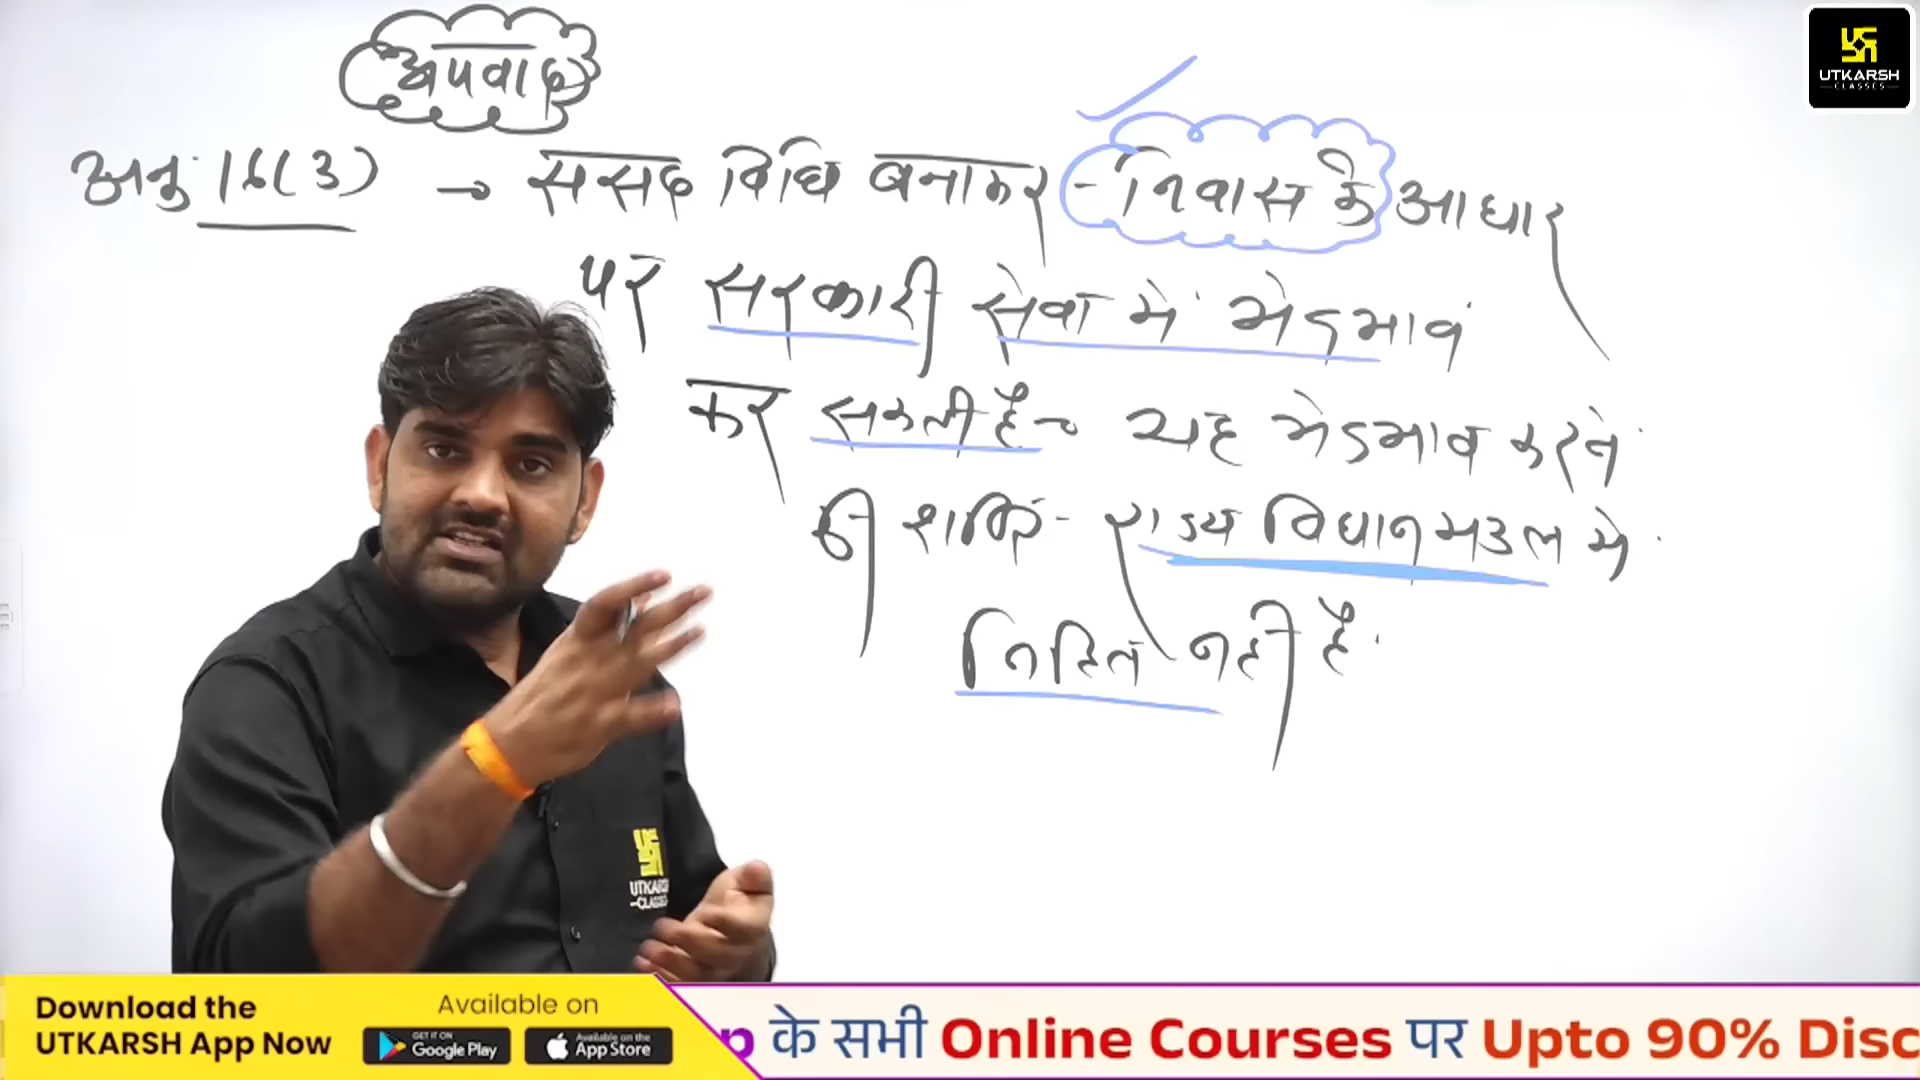 अपवाद
UTKARSH
CLASSES
अनु. 16(3) → संसद विधि बनाकर - निवास के आधार
पर सरकारी सेवा में भेदभाव
कर सकती है → यह भेदभाव करने
की शक्ति - राज्य विधानमंडल में
निहित नहीं है.
UTKARSH
-CLASSES
Download the
UTKARSH App Now
Available on
GET IT ON
Google Play
Available on the
App Store
p के सभी Online Courses पर Upto 90% Disc